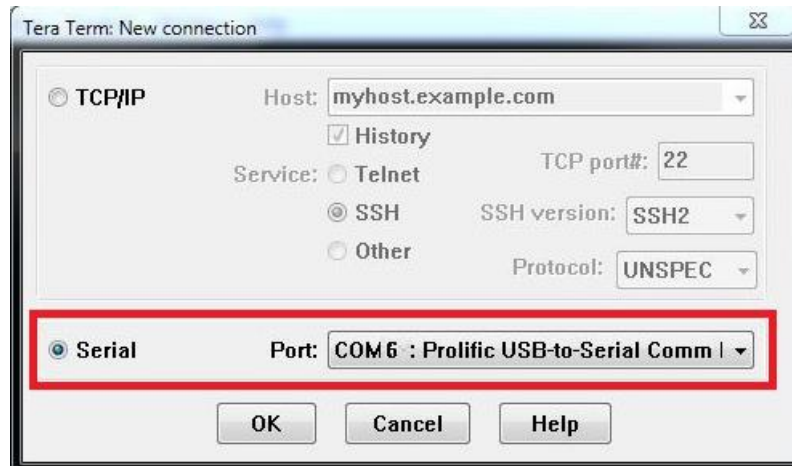 Tera Term: New connection
TCP/IP
Host: myhost.example.com
History
Service: Telnet
TCP port#: 22
SSH
SSH version: SSH2
Other
Protocol: UNSPEC
Serial
Port: COM6 : Prolific USB-to-Serial Comm
OK
Cancel
Help